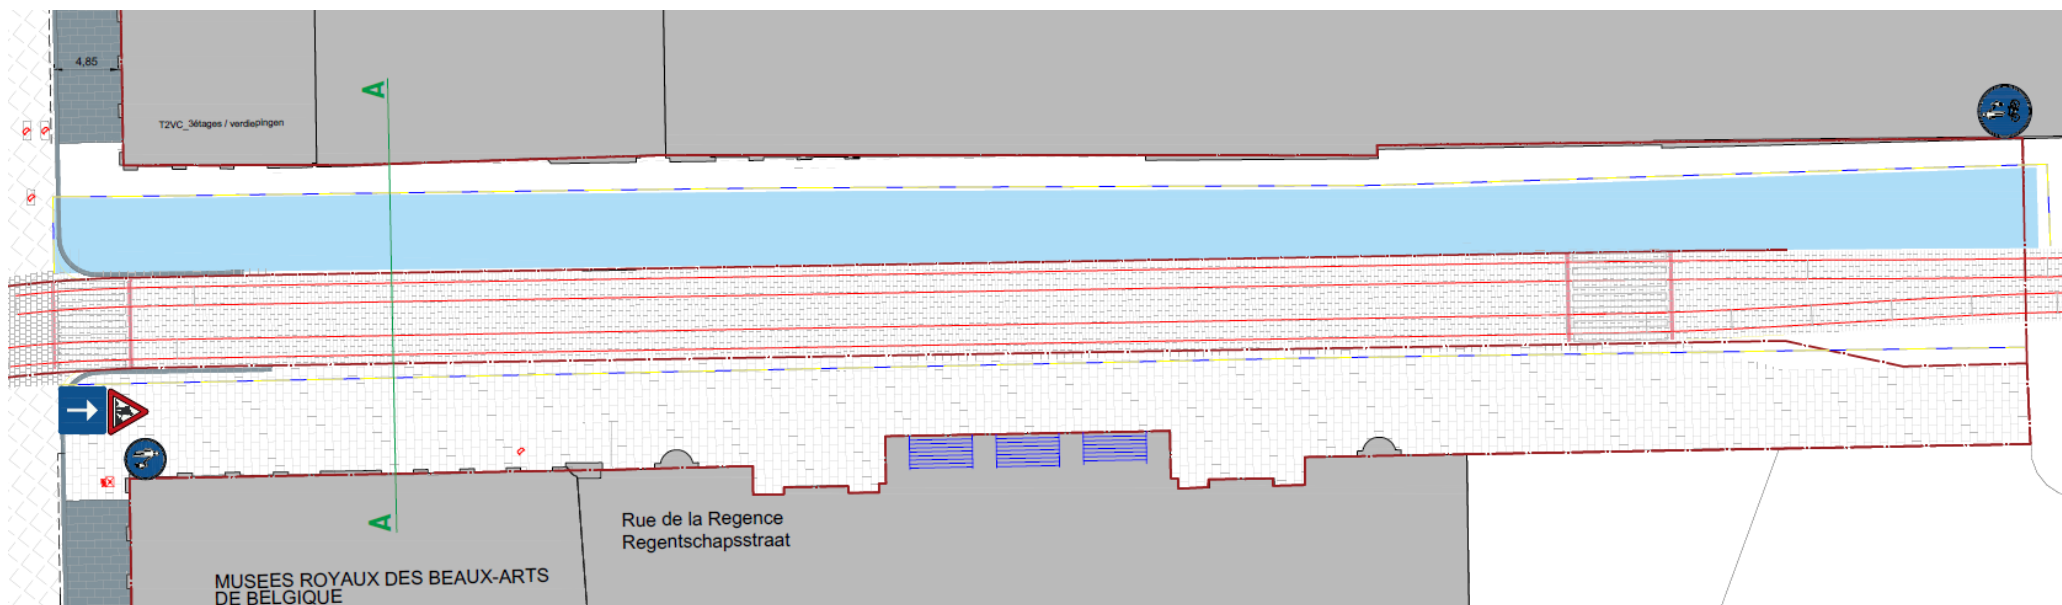 4,85
A
T2VC_3étages / verdiepingen
A
Rue de la Regence
Regentschapsstraat
MUSEES ROYAUX DES BEAUX-ARTS
DE BELGIQUE